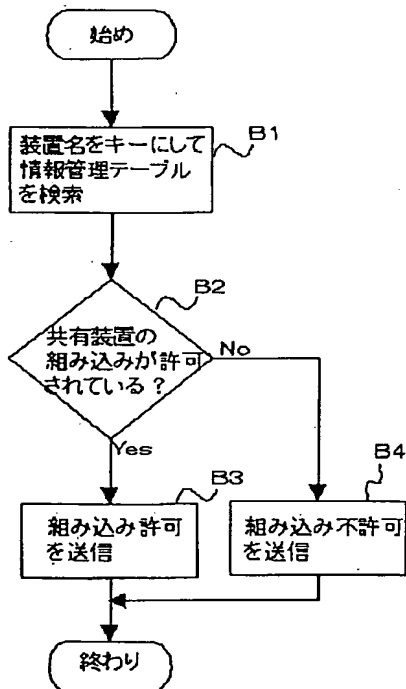 始め
B1
装置名をキーにして
情報管理テーブル
を検索
B2
共有装置の
組み込みが許可
されている？
No
Yes
B3
組み込み許可
を送信
B4
組み込み不許可
を送信
終わり